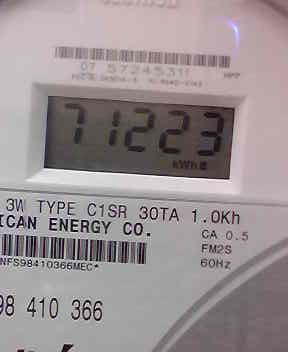 07 57245311 HPP
71223
kWh
3W TYPE C1SR 30TA 1.0Kh
ICAN ENERGY CO. CA 0.5
FM2S
NFS98410366MEC* 60Hz
98 410 366